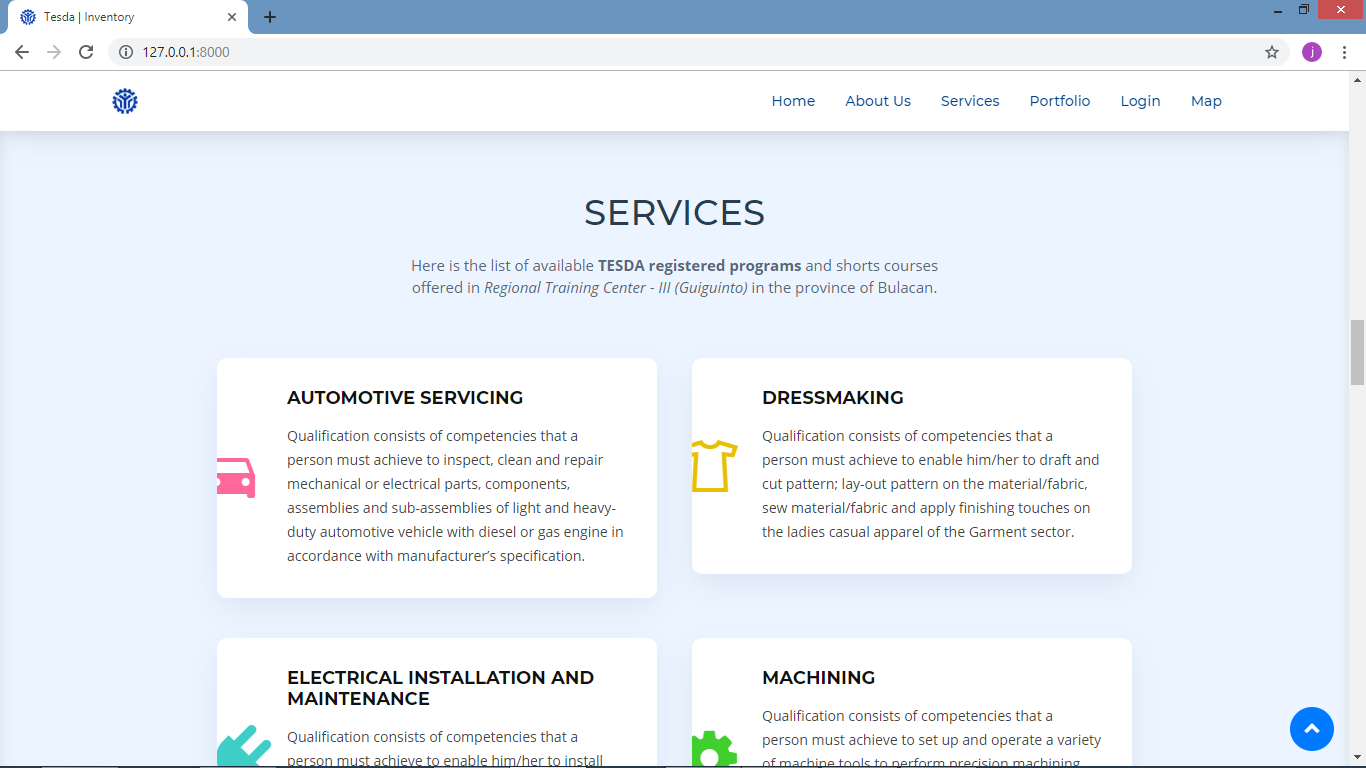 Tesda | Inventory
127.0.0.1:8000
j
Home About Us Services Portfolio Login Map
SERVICES
Here is the list of available TESDA registered programs and shorts courses
offered in Regional Training Center - III (Guiguinto) in the province of Bulacan.
AUTOMOTIVE SERVICING
Qualification consists of competencies that a
person must achieve to inspect, clean and repair
mechanical or electrical parts, components,
assemblies and sub-assemblies of light and heavy-
duty automotive vehicle with diesel or gas engine in
accordance with manufacturer’s specification.
DRESSMAKING
Qualification consists of competencies that a
person must achieve to enable him/her to draft and
cut pattern; lay-out pattern on the material/fabric,
sew material/fabric and apply finishing touches on
the ladies casual apparel of the Garment sector.
ELECTRICAL INSTALLATION AND
MAINTENANCE
Qualification consists of competencies that a
person must achieve to enable him/her to install
MACHINING
Qualification consists of competencies that a
person must achieve to set up and operate a variety
of machine tools to perform precision machining